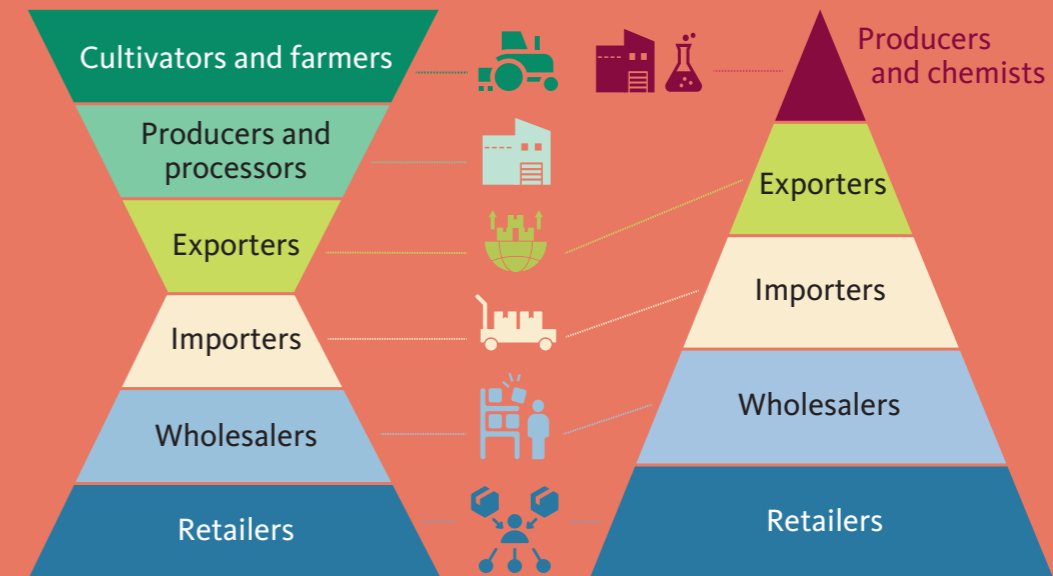 Cultivators and farmers
Producers and
processors
Exporters
Importers
Wholesalers
Retailers
Producers
and chemists
Exporters
Importers
Wholesalers
Retailers